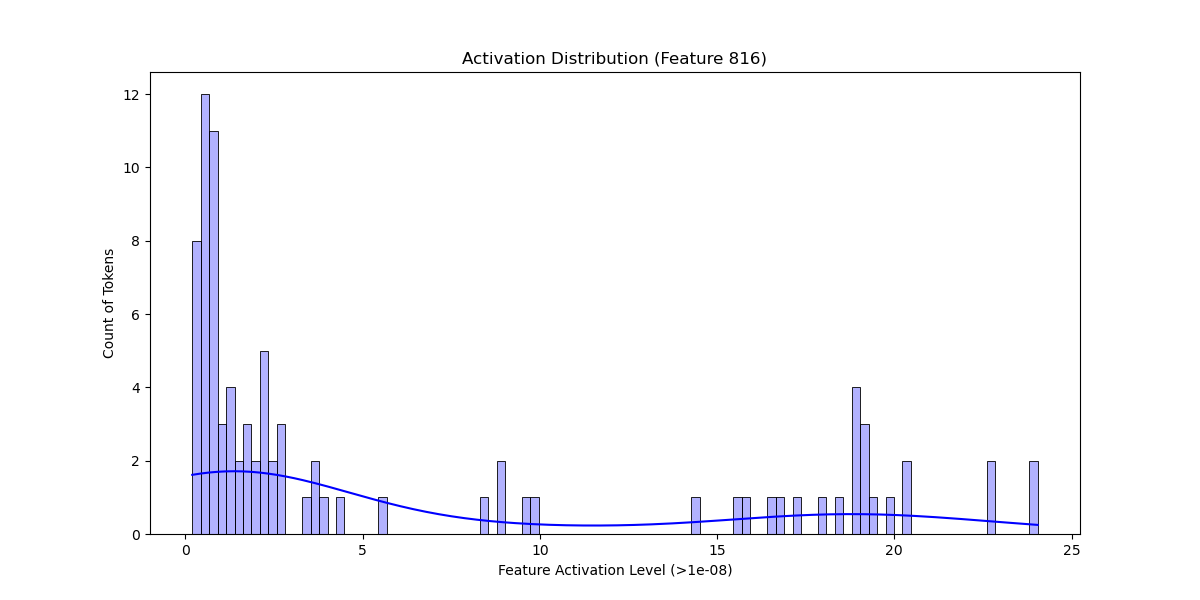 Activation Distribution (Feature 816)
12
10
8
6
4
2
0
Count of Tokens
0 5 10 15 20 25
Feature Activation Level (>1e-08)